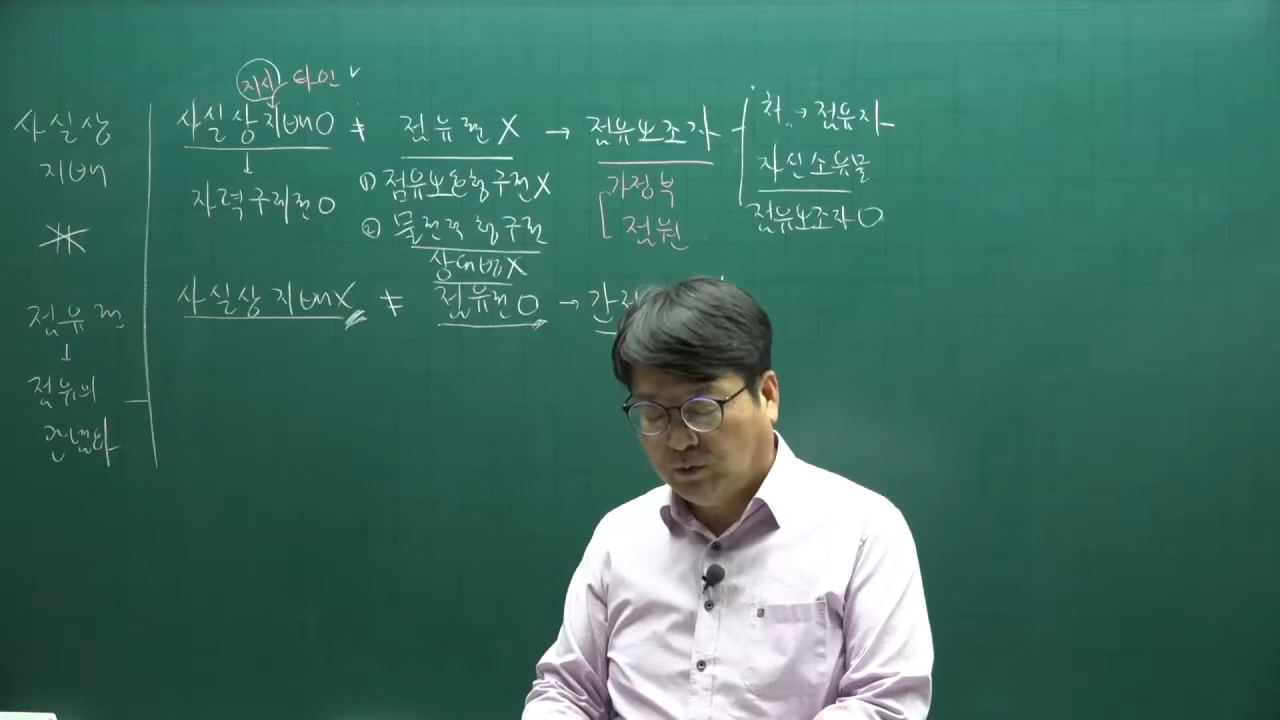 사실상
지배
점유권
↓
점유의
관념화
지시 타인 ✓
사실상지배O ≠ 점유권 X → 점유보조자
↓
자력구제권O
① 점유보호청구권X
② 물권적 청구권
상대방X
가정부
점원
처 → 점유자
자신소유물
점유보조자O
사실상 지배X ≠ 점유권O → 간